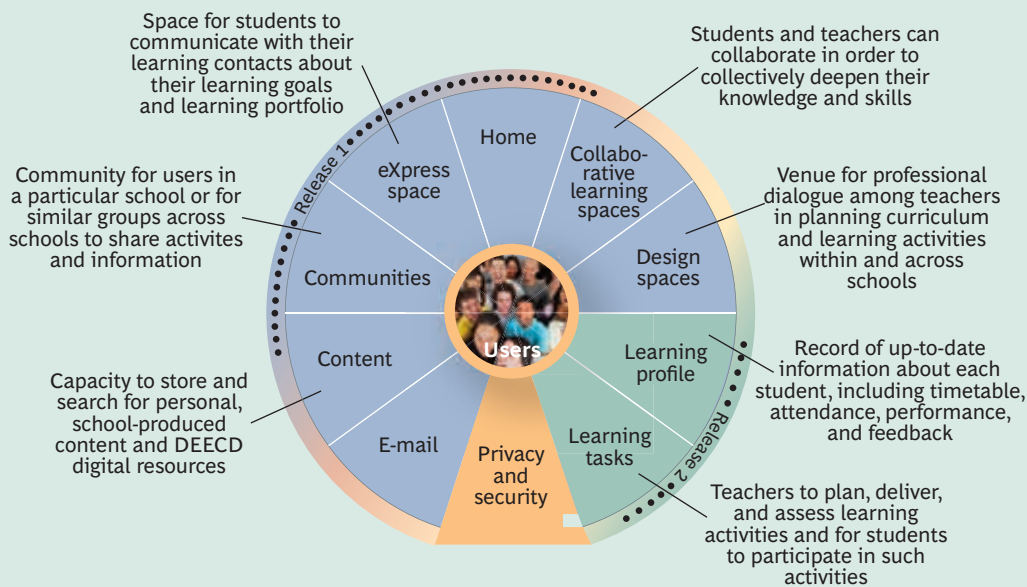 Space for students to
communicate with their
learning contacts about
their learning goals
and learning portfolio
Students and teachers can
collaborate in order to
collectively deepen their
knowledge and skills
Community for users in
a particular school or for
similar groups across
schools to share activites
and information
Venue for professional
dialogue among teachers
in planning curriculum
and learning activities
within and across
schools
Capacity to store and
search for personal,
school-produced
content and DEECD
digital resources
Record of up-to-date
information about each
student, including timetable,
attendance, performance,
and feedback
Teachers to plan, deliver,
and assess learning
activities and for students
to participate in such
activities
Release 1
Home
eXpress
space
Collabo-
rative
learning
spaces
Communities
Design
spaces
Users
Content
Learning
profile
E-mail
Learning
tasks
Privacy
and
security
Release 2